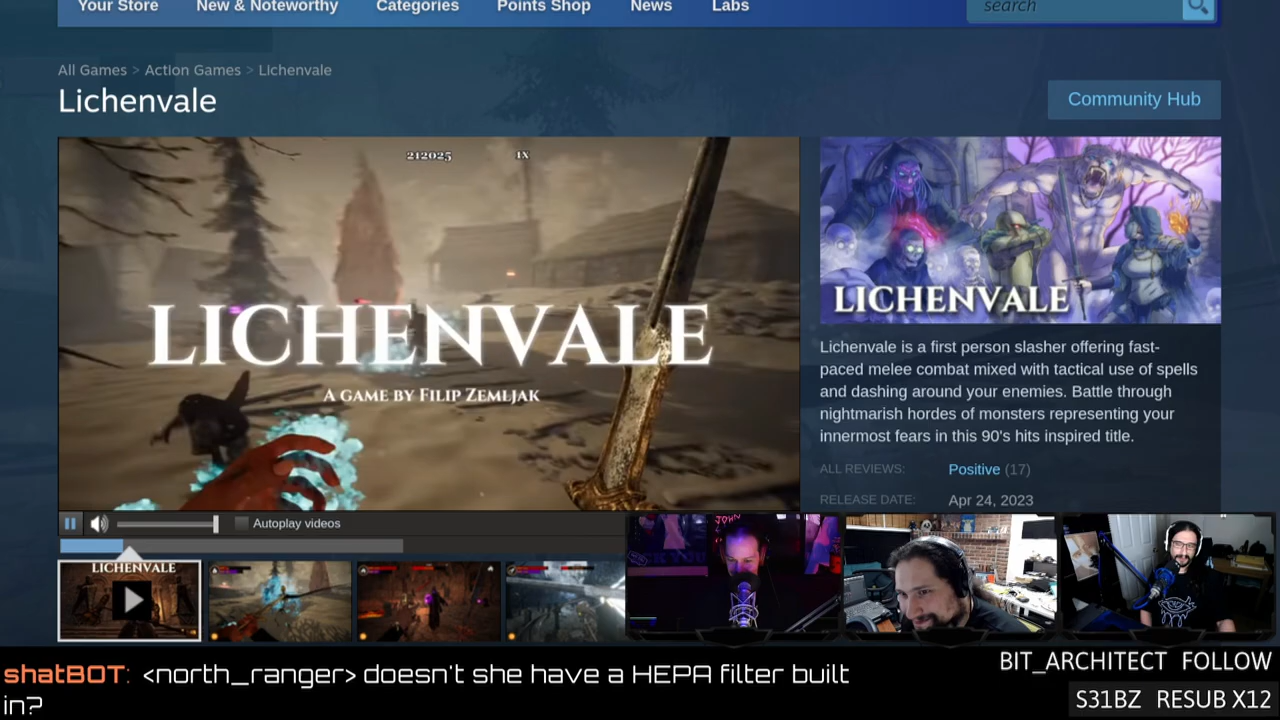 Your Store New & Noteworthy Categories Points Shop News Labs search
All Games > Action Games > Lichenvale
Lichenvale
Community Hub
212025 1X
LICHENVALE
A GAME BY FILIP ZEMLJAK
LICHENVALE
Lichenvale is a first person slasher offering fast-
paced melee combat mixed with tactical use of spells
and dashing around your enemies. Battle through
nightmarish hordes of monsters representing your
innermost fears in this 90's hits inspired title.
ALL REVIEWS: Positive (17)
RELEASE DATE: Apr 24, 2023
Autoplay videos
LICHENVALE
JOHN
shatBOT: <north_ranger> doesn't she have a HEPA filter built
in?
BIT_ARCHITECT FOLLOW
S31BZ RESUB X12